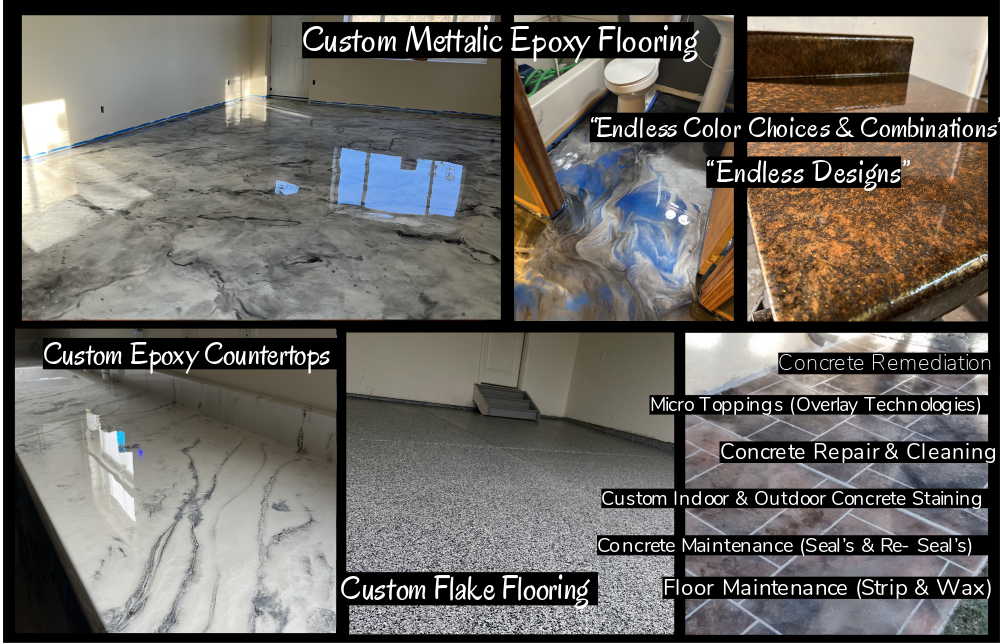 Custom Mettalic Epoxy Flooring
“Endless Color Choices & Combinations”
“Endless Designs”
Custom Epoxy Countertops
Custom Flake Flooring
Concrete Remediation
Micro Toppings (Overlay Technologies)
Concrete Repair & Cleaning
Custom Indoor & Outdoor Concrete Staining
Concrete Maintenance (Seal's & Re- Seal's)
Floor Maintenance (Strip & Wax)